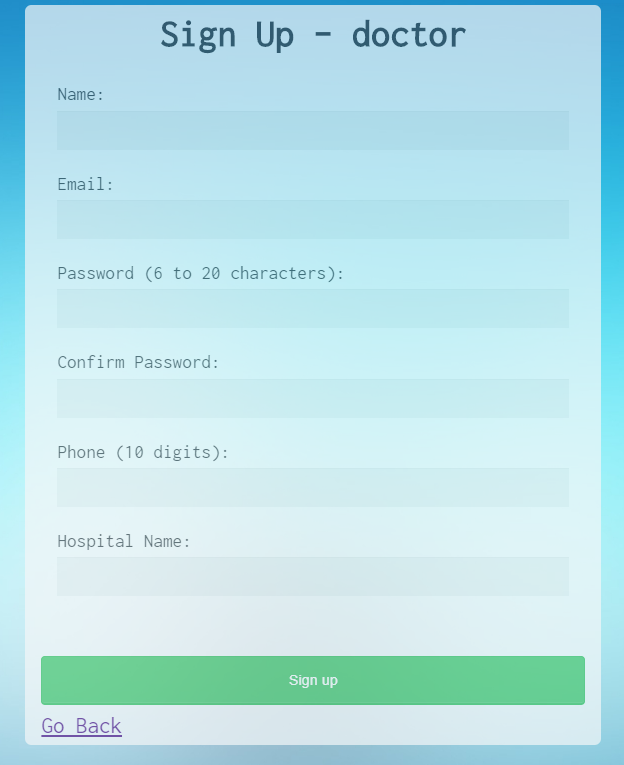 Sign Up - doctor
Name:
Email:
Password (6 to 20 characters):
Confirm Password:
Phone (10 digits):
Hospital Name:
Sign up
Go Back